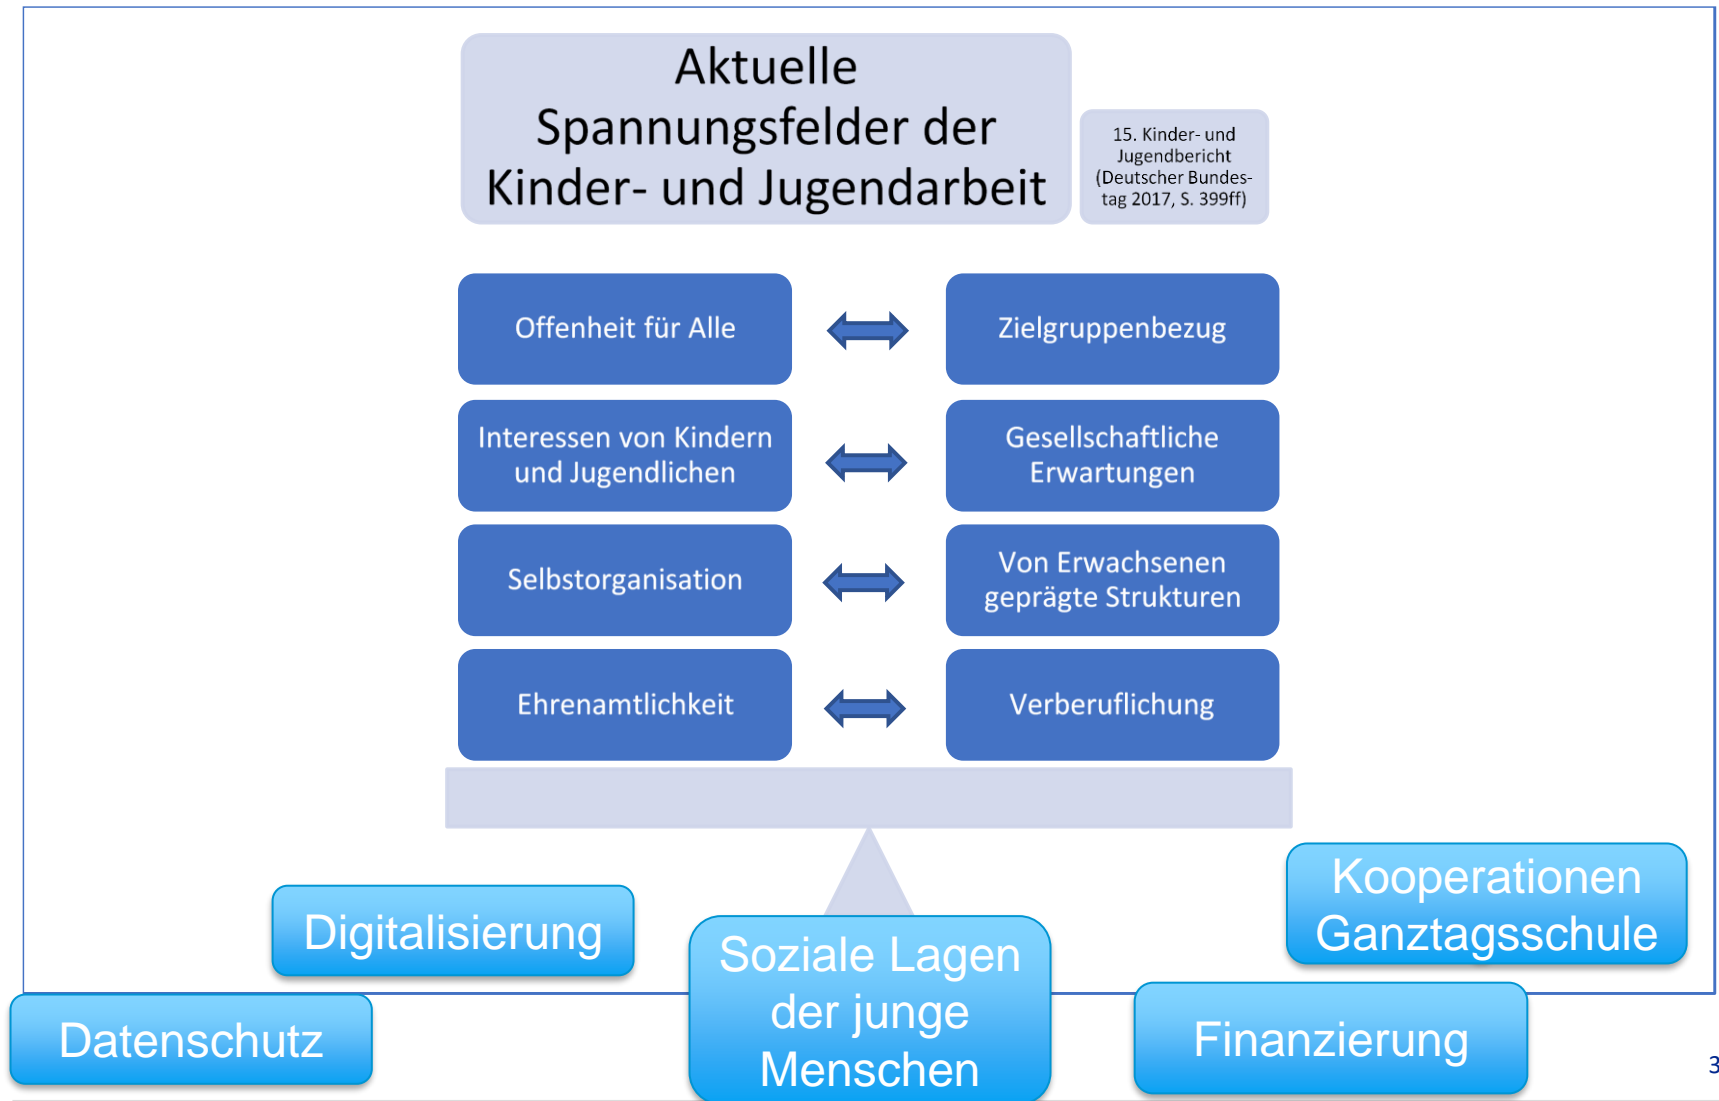 Aktuelle
Spannungsfelder der
Kinder- und Jugendarbeit
15. Kinder- und
Jugendbericht
(Deutscher Bundes-
tag 2017, S. 399ff)
Offenheit für Alle
Zielgruppenbezug
Interessen von Kindern
und Jugendlichen
Gesellschaftliche
Erwartungen
Selbstorganisation
Von Erwachsenen
geprägte Strukturen
Ehrenamtlichkeit
Verberuflichung
Kooperationen
Ganztagsschule
Digitalisierung
Soziale Lagen
der junge
Menschen
Datenschutz
Finanzierung
3